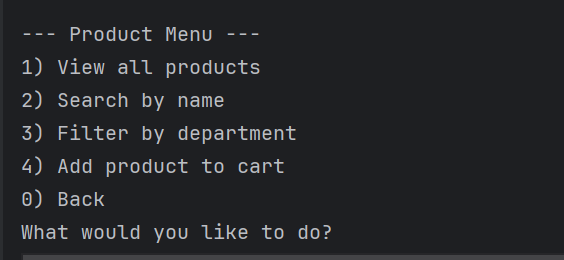 --- Product Menu ---
1) View all products
2) Search by name
3) Filter by department
4) Add product to cart
0) Back
What would you like to do?